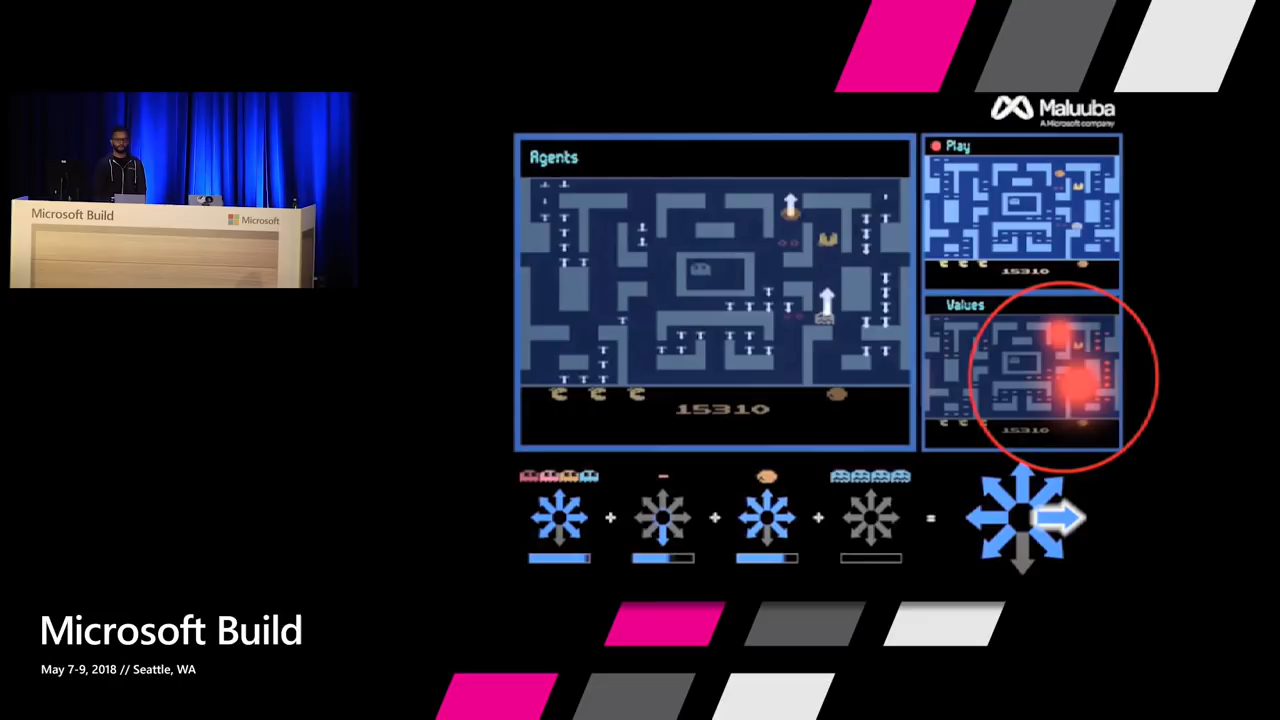 Maluuba
A Microsoft company
Agents
Play
15310
Values
15310
15310
Microsoft Build
Microsoft
+
+
+
=
Microsoft Build
May 7-9, 2018 // Seattle, WA